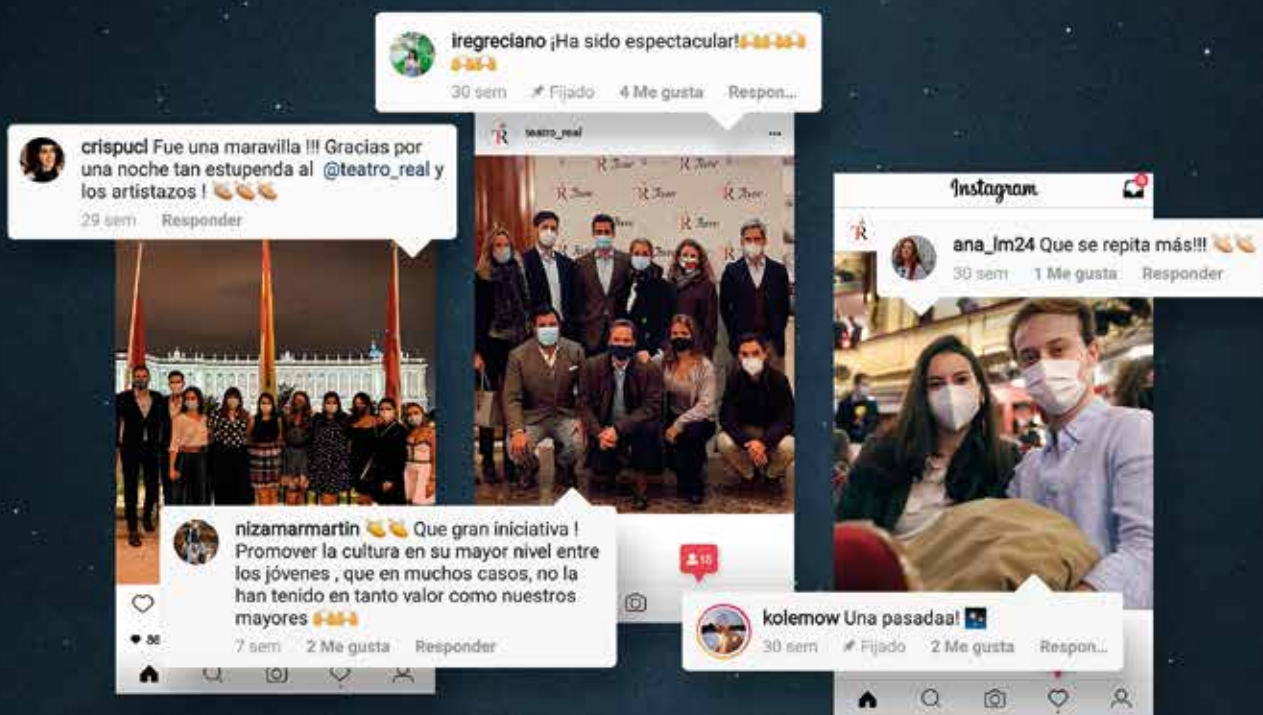 iregreciano ¡Ha sido espectacular!🙌🙌🙌🙌
🙌🙌
30 sem Fijado 4 Me gusta Respon...
teatro_real
crispucl Fue una maravilla !!! Gracias por
una noche tan estupenda al @teatro_real y
los artistazos ! 👏👏👏
29 sem Responder
Instagram
ana_lm24 Que se repita más!!! 👏👏
30 sem 1 Me gusta Responder
nizamarmartin 👏👏 Que gran iniciativa !
Promover la cultura en su mayor nivel entre
los jóvenes , que en muchos casos, no la
han tenido en tanto valor como nuestros
mayores 🙌🙌
7 sem 2 Me gusta Responder
kolemow Una pasadaa! 🌃
30 sem Fijado 2 Me gusta Respon...